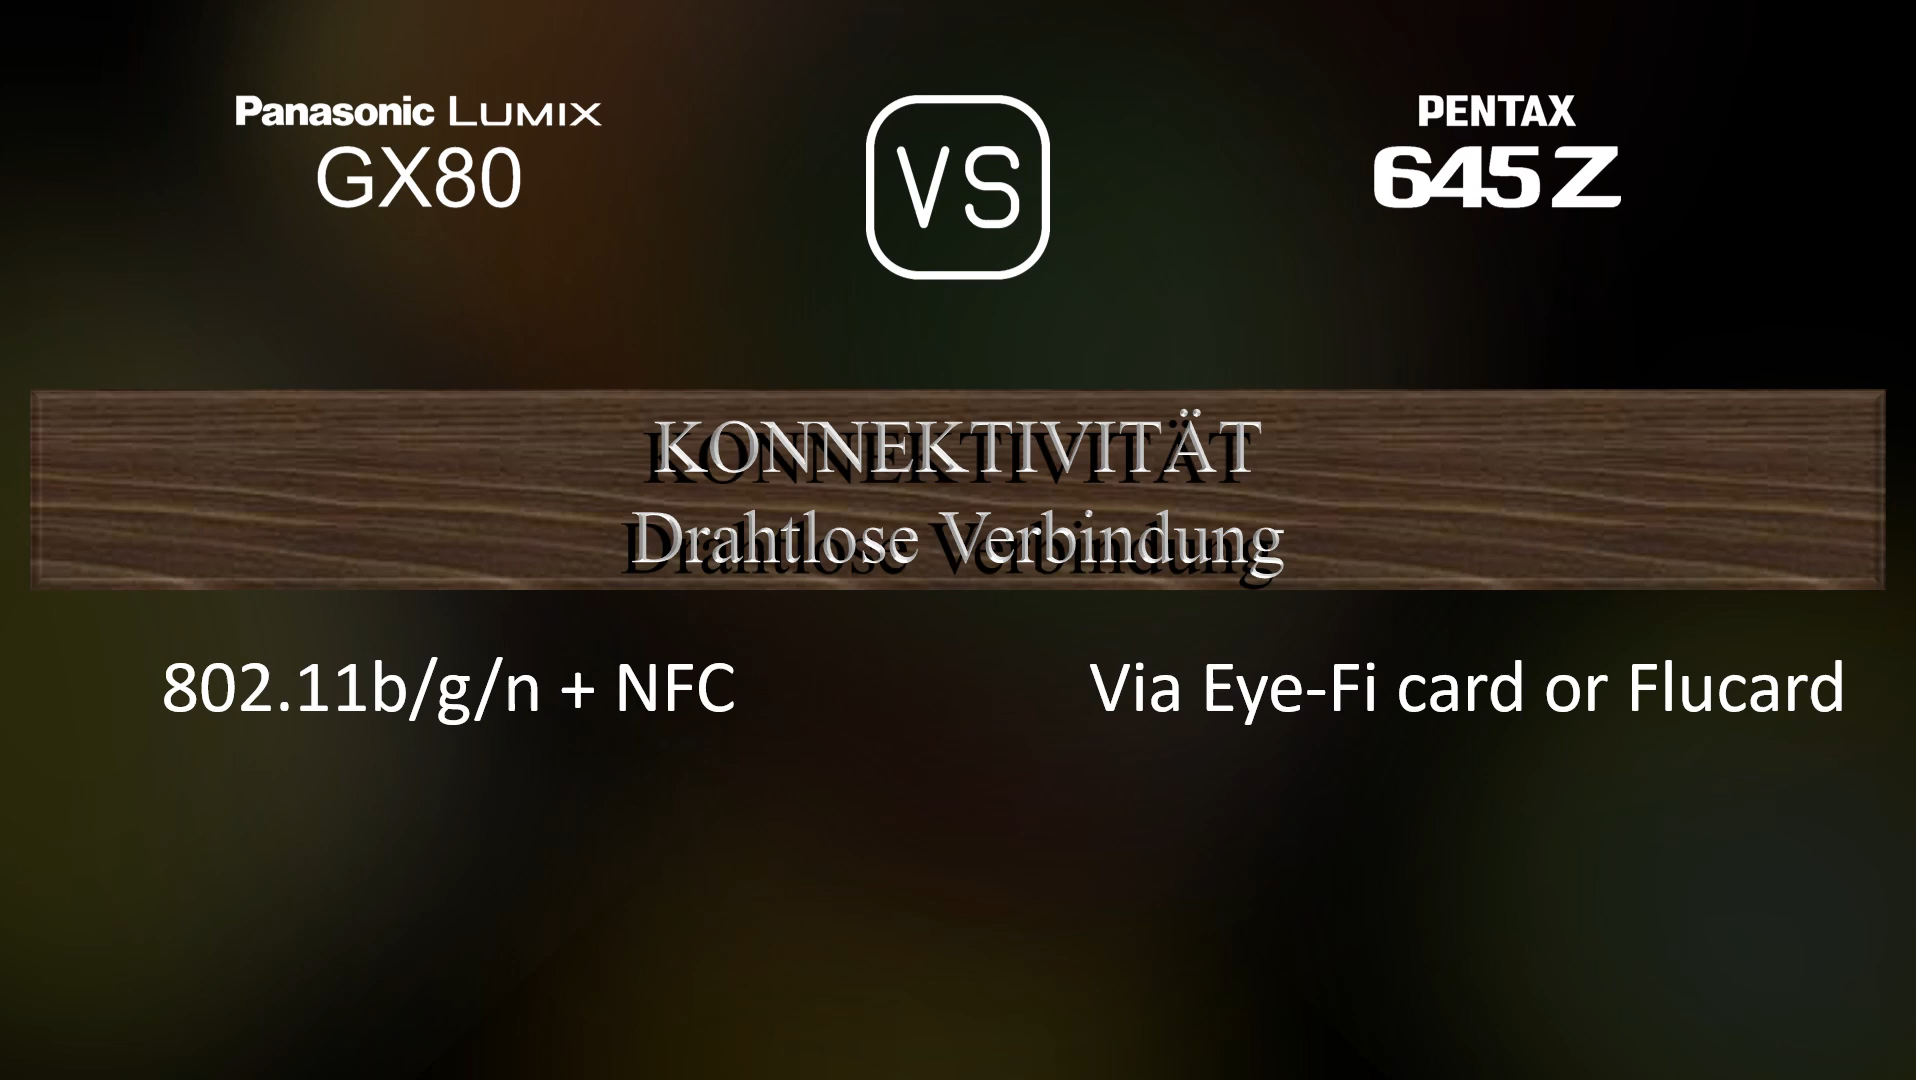 Panasonic LUMIX
GX80
VS
PENTAX
645Z
KONNEKTIVITÄT
Drahtlose Verbindung
802.11b/g/n + NFC
Via Eye-Fi card or Flucard